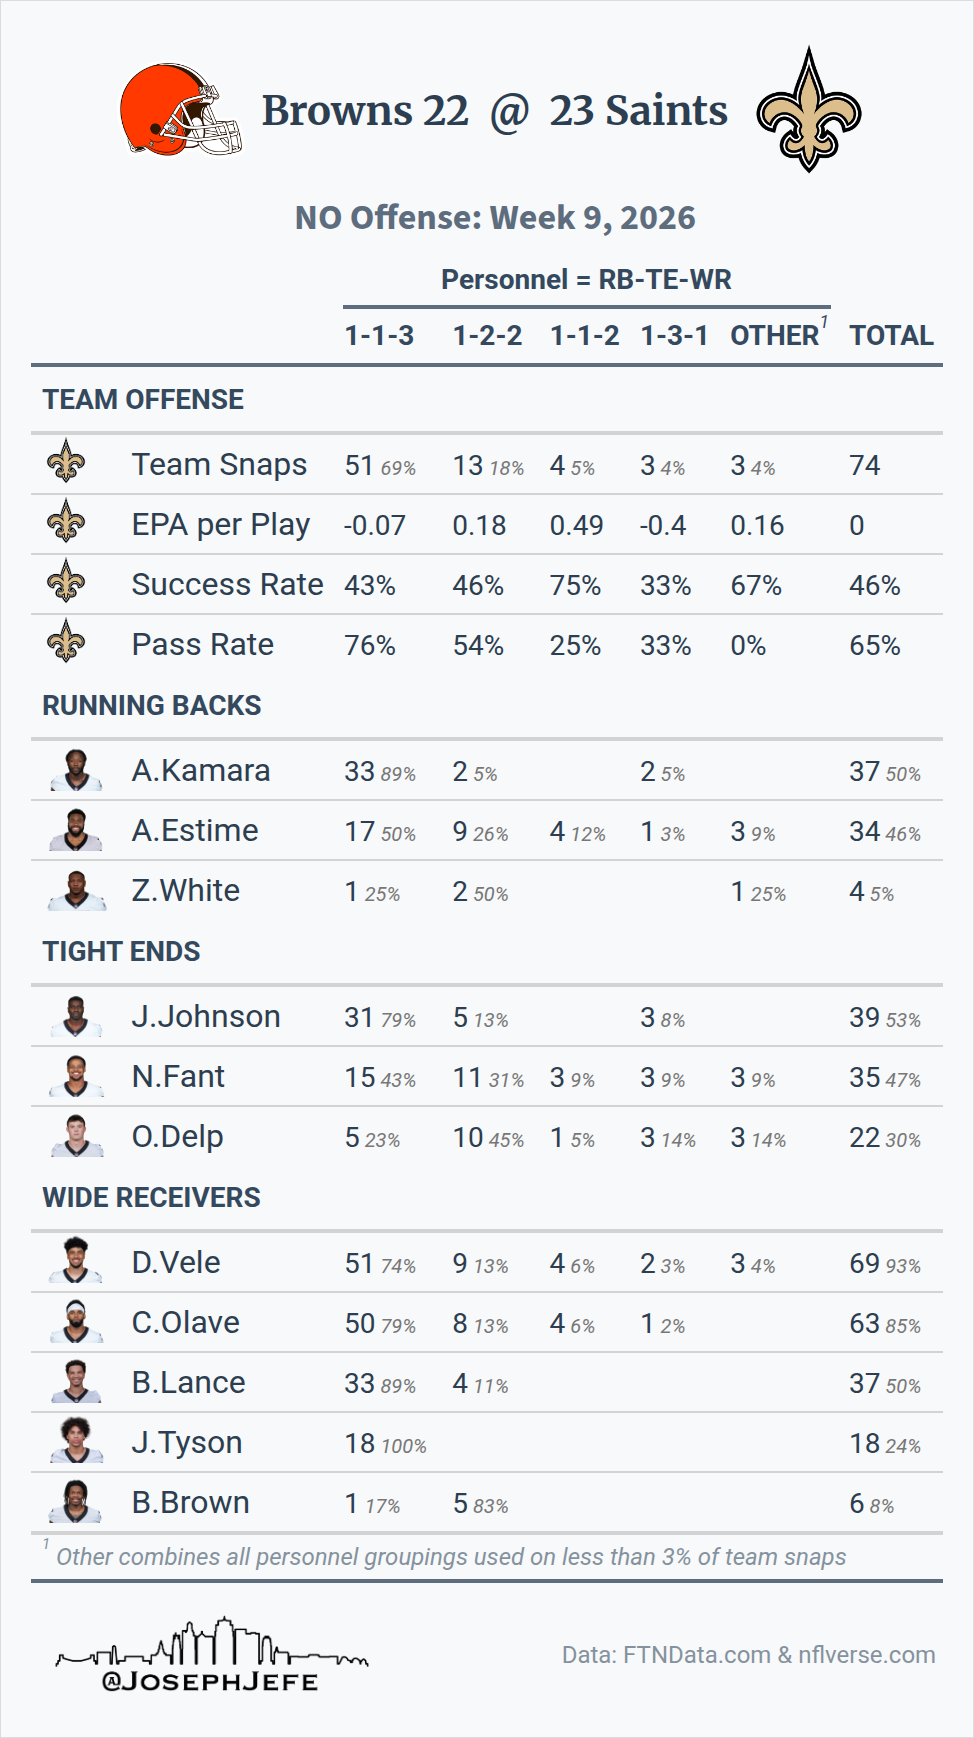 Browns 22 @ 23 Saints
NO Offense: Week 9, 2026
Personnel = RB-TE-WR
1-1-3 1-2-2 1-1-2 1-3-1 OTHER¹ TOTAL
TEAM OFFENSE
Team Snaps 51 69% 13 18% 4 5% 3 4% 3 4% 74
EPA per Play -0.07 0.18 0.49 -0.4 0.16 0
Success Rate 43% 46% 75% 33% 67% 46%
Pass Rate 76% 54% 25% 33% 0% 65%
RUNNING BACKS
A.Kamara 33 89% 2 5% 2 5% 37 50%
A.Estime 17 50% 9 26% 4 12% 1 3% 3 9% 34 46%
Z.White 1 25% 2 50% 1 25% 4 5%
TIGHT ENDS
J.Johnson 31 79% 5 13% 3 8% 39 53%
N.Fant 15 43% 11 31% 3 9% 3 9% 3 9% 35 47%
O.Delp 5 23% 10 45% 1 5% 3 14% 3 14% 22 30%
WIDE RECEIVERS
D.Vele 51 74% 9 13% 4 6% 2 3% 3 4% 69 93%
C.Olave 50 79% 8 13% 4 6% 1 2% 63 85%
B.Lance 33 89% 4 11% 37 50%
J.Tyson 18 100% 18 24%
B.Brown 1 17% 5 83% 6 8%
¹ Other combines all personnel groupings used on less than 3% of team snaps
@JosephJefe
Data: FTNData.com & nflverse.com